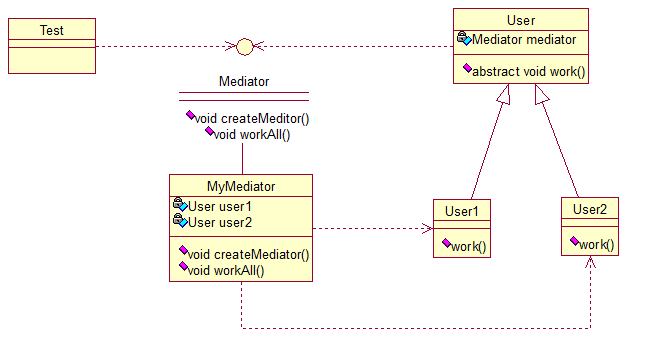 Test
User
Mediator mediator
abstract void work()
Mediator
void createMeditor()
void workAll()
MyMediator
User user1
User user2
void createMediator()
void workAll()
User1
work()
User2
work()